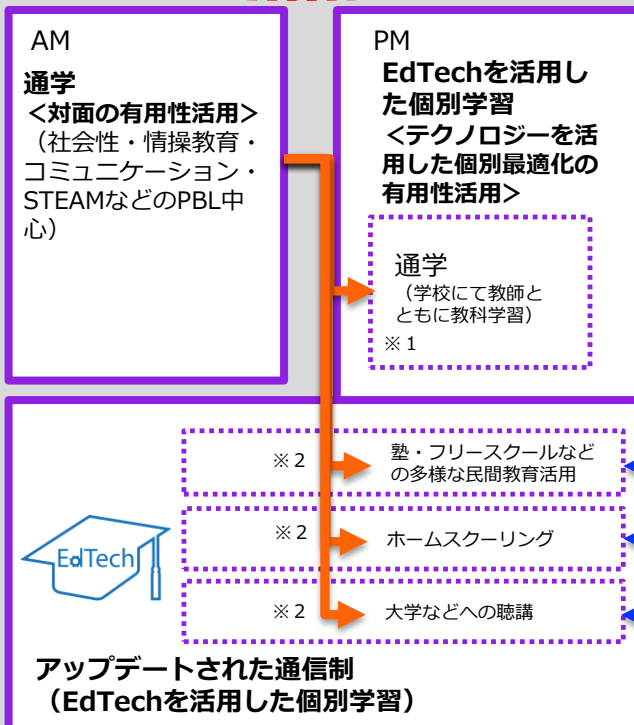 AM
通学
＜対面の有用性活用＞
（社会性・情操教育・
コミュニケーション・
STEAMなどのPBL中
心）
PM
EdTechを活用し
た個別学習
＜テクノロジーを活
用した個別最適化の
有用性活用＞
通学
（学校にて教師と
ともに教科学習）
※１
※２
塾・フリースクールなど
の多様な民間教育活用
※２
ホームスクーリング
※２
大学などへの聴講
EdTech
アップデートされた通信制
（EdTechを活用した個別学習）